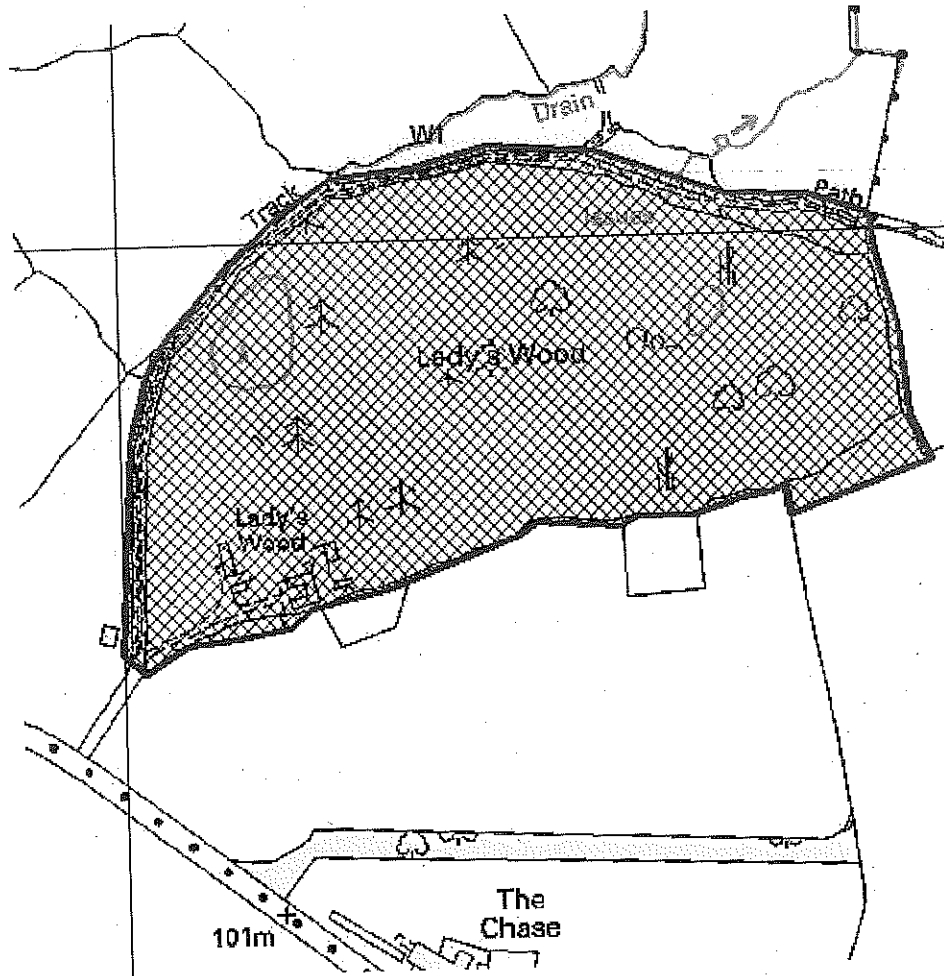 Drain
Wr
Track
Path
Lady's Wood
Lady's
Wood
The
Chase
101m